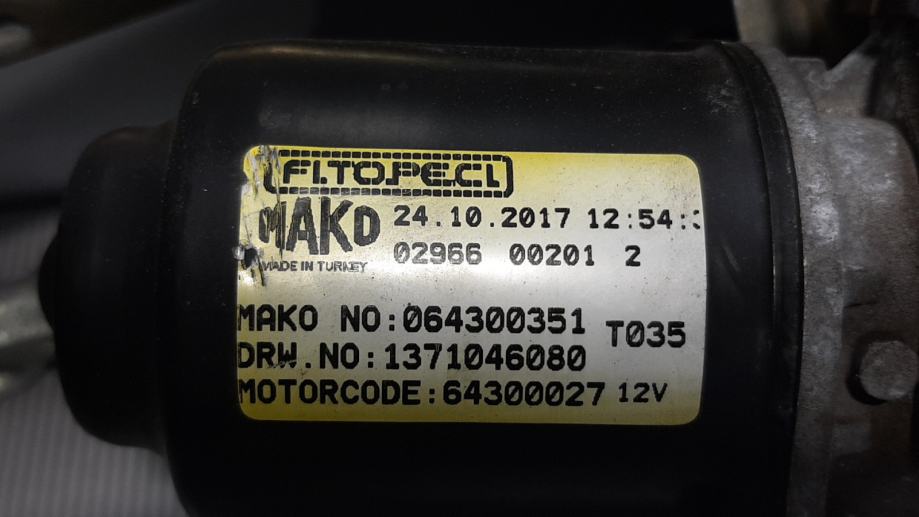 FI.TO.PE.CI.
MAKO 24.10.2017 12:54:
02966 00201 2
MADE IN TURKEY
MAKO NO:064300351 T035
DRW.NO:1371046080
MOTORCODE:64300027 12V